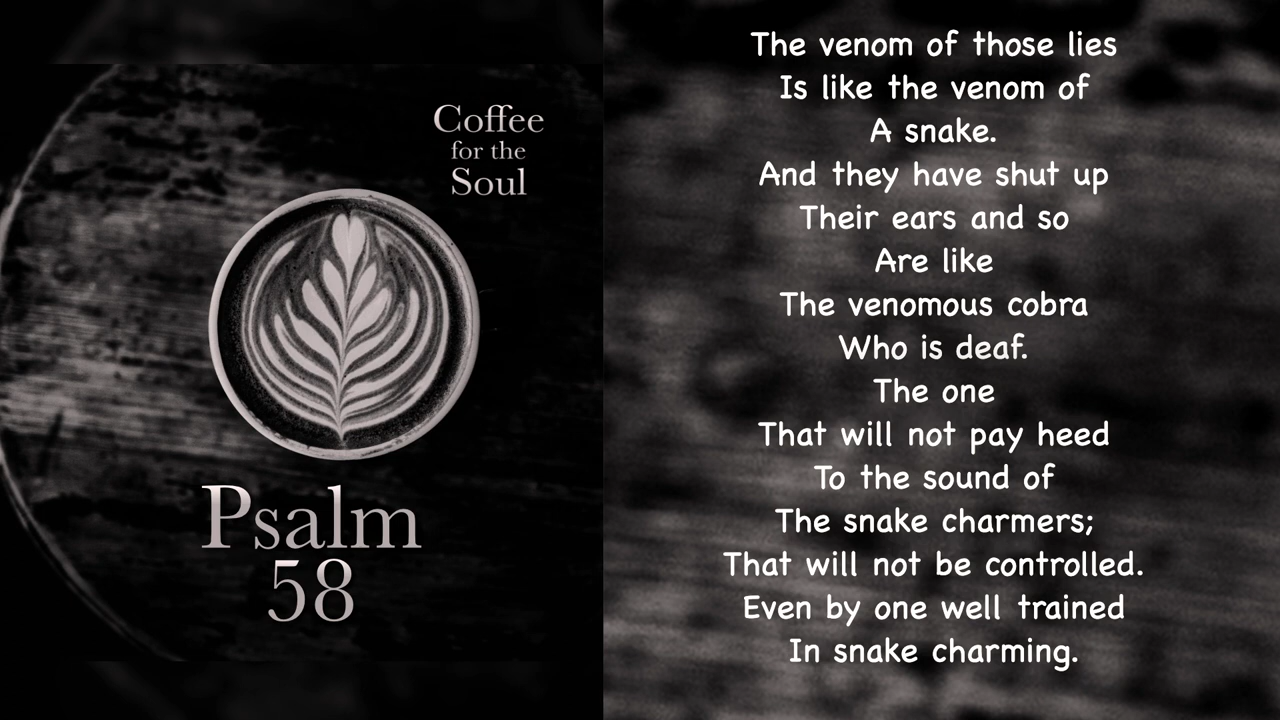 Coffee
for the
Soul
Psalm
58
The venom of those lies
Is like the venom of
A snake.
And they have shut up
Their ears and so
Are like
The venomous cobra
Who is deaf.
The one
That will not pay heed
To the sound of
The snake charmers;
That will not be controlled.
Even by one well trained
In snake charming.